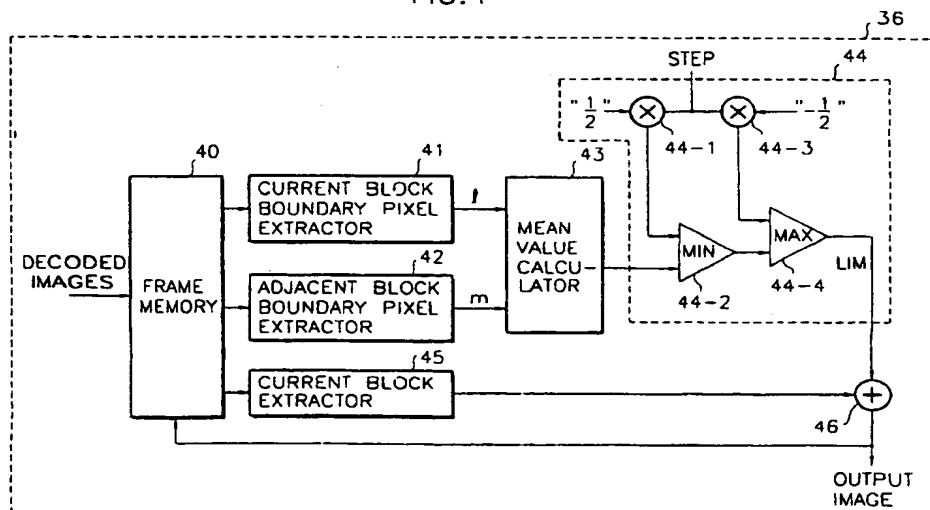 36
STEP
44
"1/2"
"-1/2"
44-1
44-3
40
41
43
CURRENT BLOCK
BOUNDARY PIXEL
EXTRACTOR
l
MEAN
VALUE
CALCU-
LATOR
MIN
MAX
LIM
44-2
44-4
DECODED
IMAGES
FRAME
MEMORY
42
ADJACENT BLOCK
BOUNDARY PIXEL
EXTRACTOR
m
45
CURRENT BLOCK
EXTRACTOR
46
OUTPUT
IMAGE